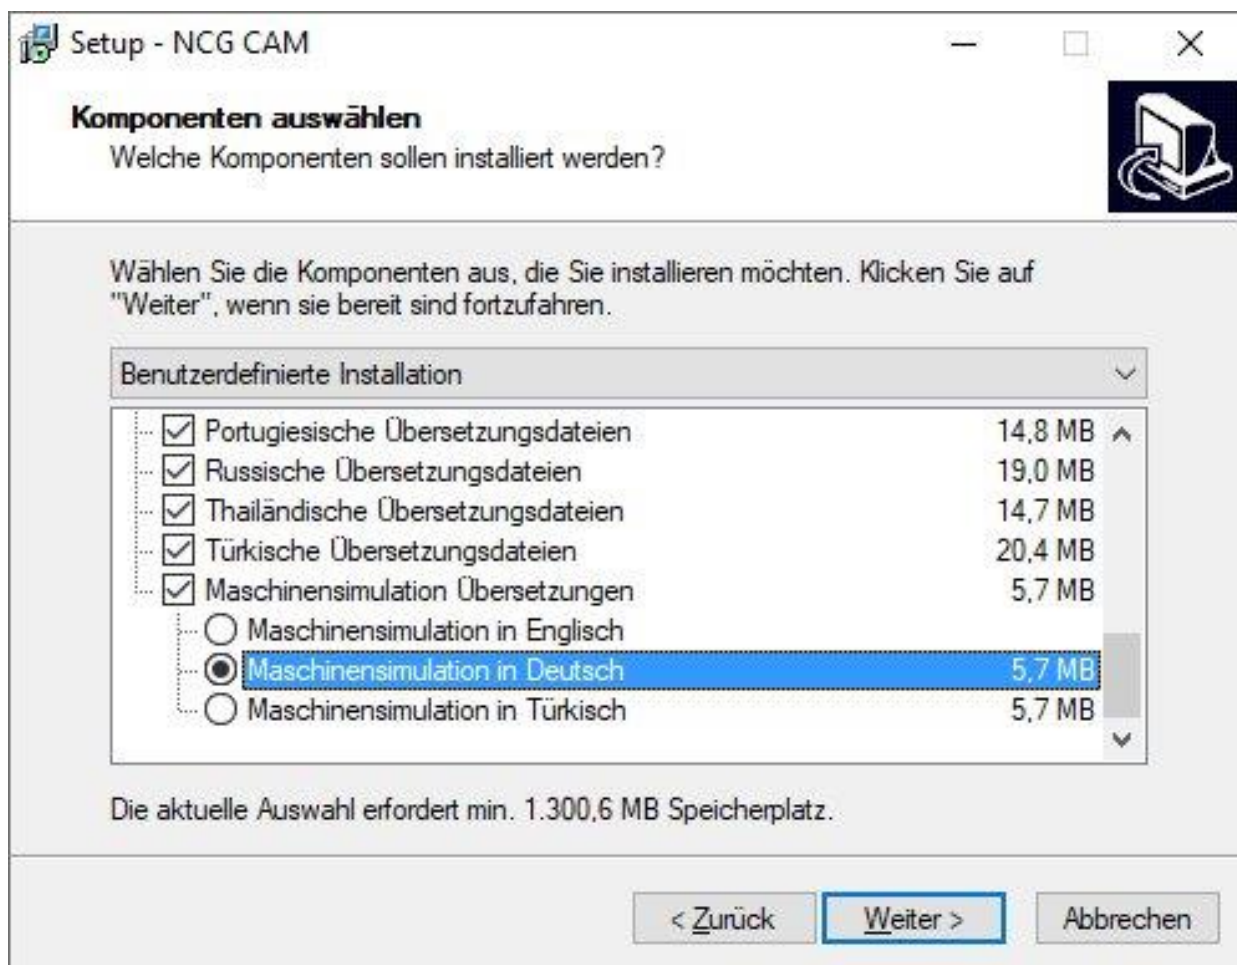 Setup - NCG CAM
Komponenten auswählen
Welche Komponenten sollen installiert werden?
Wählen Sie die Komponenten aus, die Sie installieren möchten. Klicken Sie auf
"Weiter", wenn sie bereit sind fortzufahren.
Benutzerdefinierte Installation
Portugiesische Übersetzungsdateien 14,8 MB
Russische Übersetzungsdateien 19,0 MB
Thailändische Übersetzungsdateien 14,7 MB
Türkische Übersetzungsdateien 20,4 MB
Maschinensimulation Übersetzungen 5,7 MB
Maschinensimulation in Englisch
Maschinensimulation in Deutsch 5,7 MB
Maschinensimulation in Türkisch 5,7 MB
Die aktuelle Auswahl erfordert min. 1.300,6 MB Speicherplatz.
< Zurück Weiter > Abbrechen